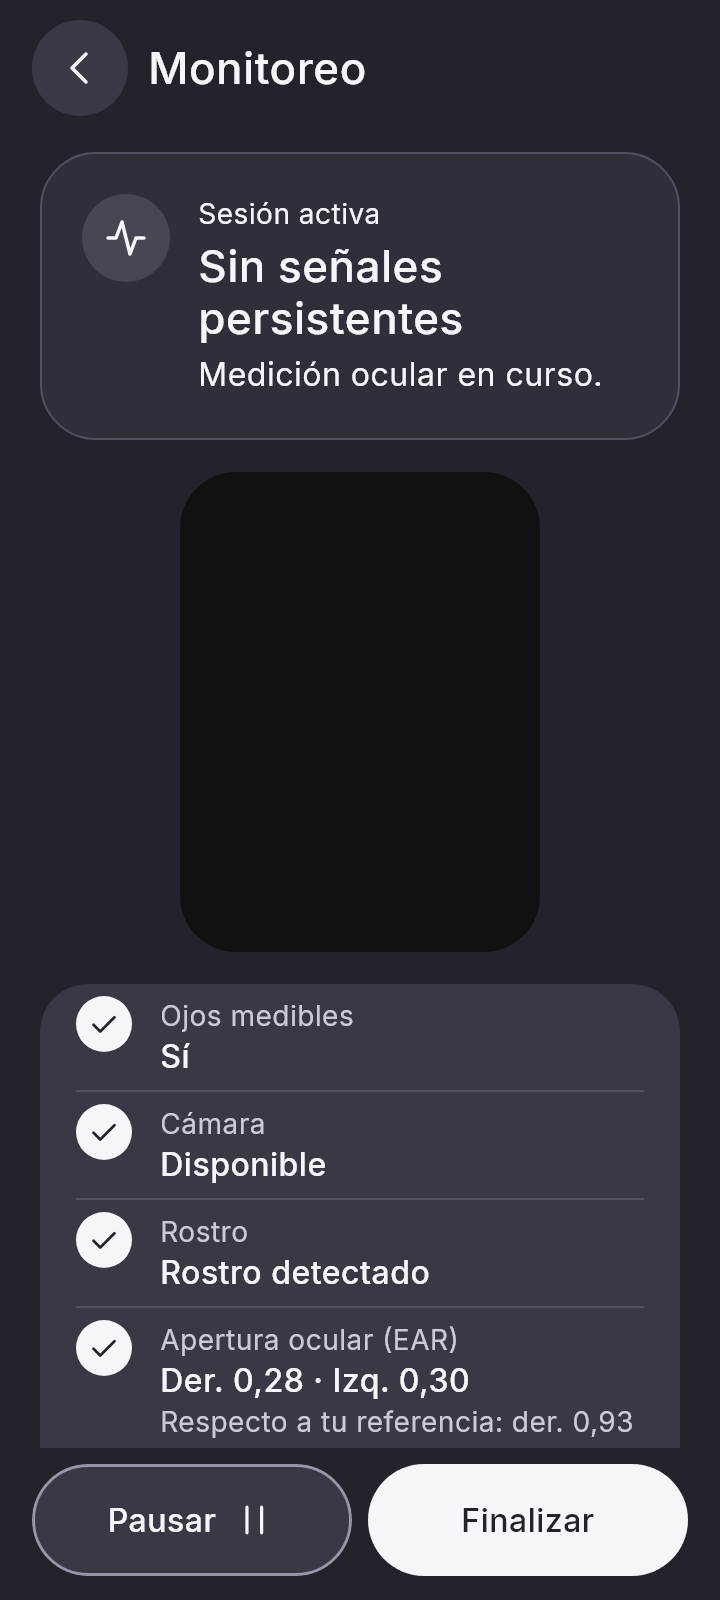 Monitoreo
Sesión activa
Sin señales
persistentes
Medición ocular en curso.
Ojos medibles
Sí
Cámara
Disponible
Rostro
Rostro detectado
Apertura ocular (EAR)
Der. 0,28 · Izq. 0,30
Respecto a tu referencia: der. 0,93
Pausar
Finalizar